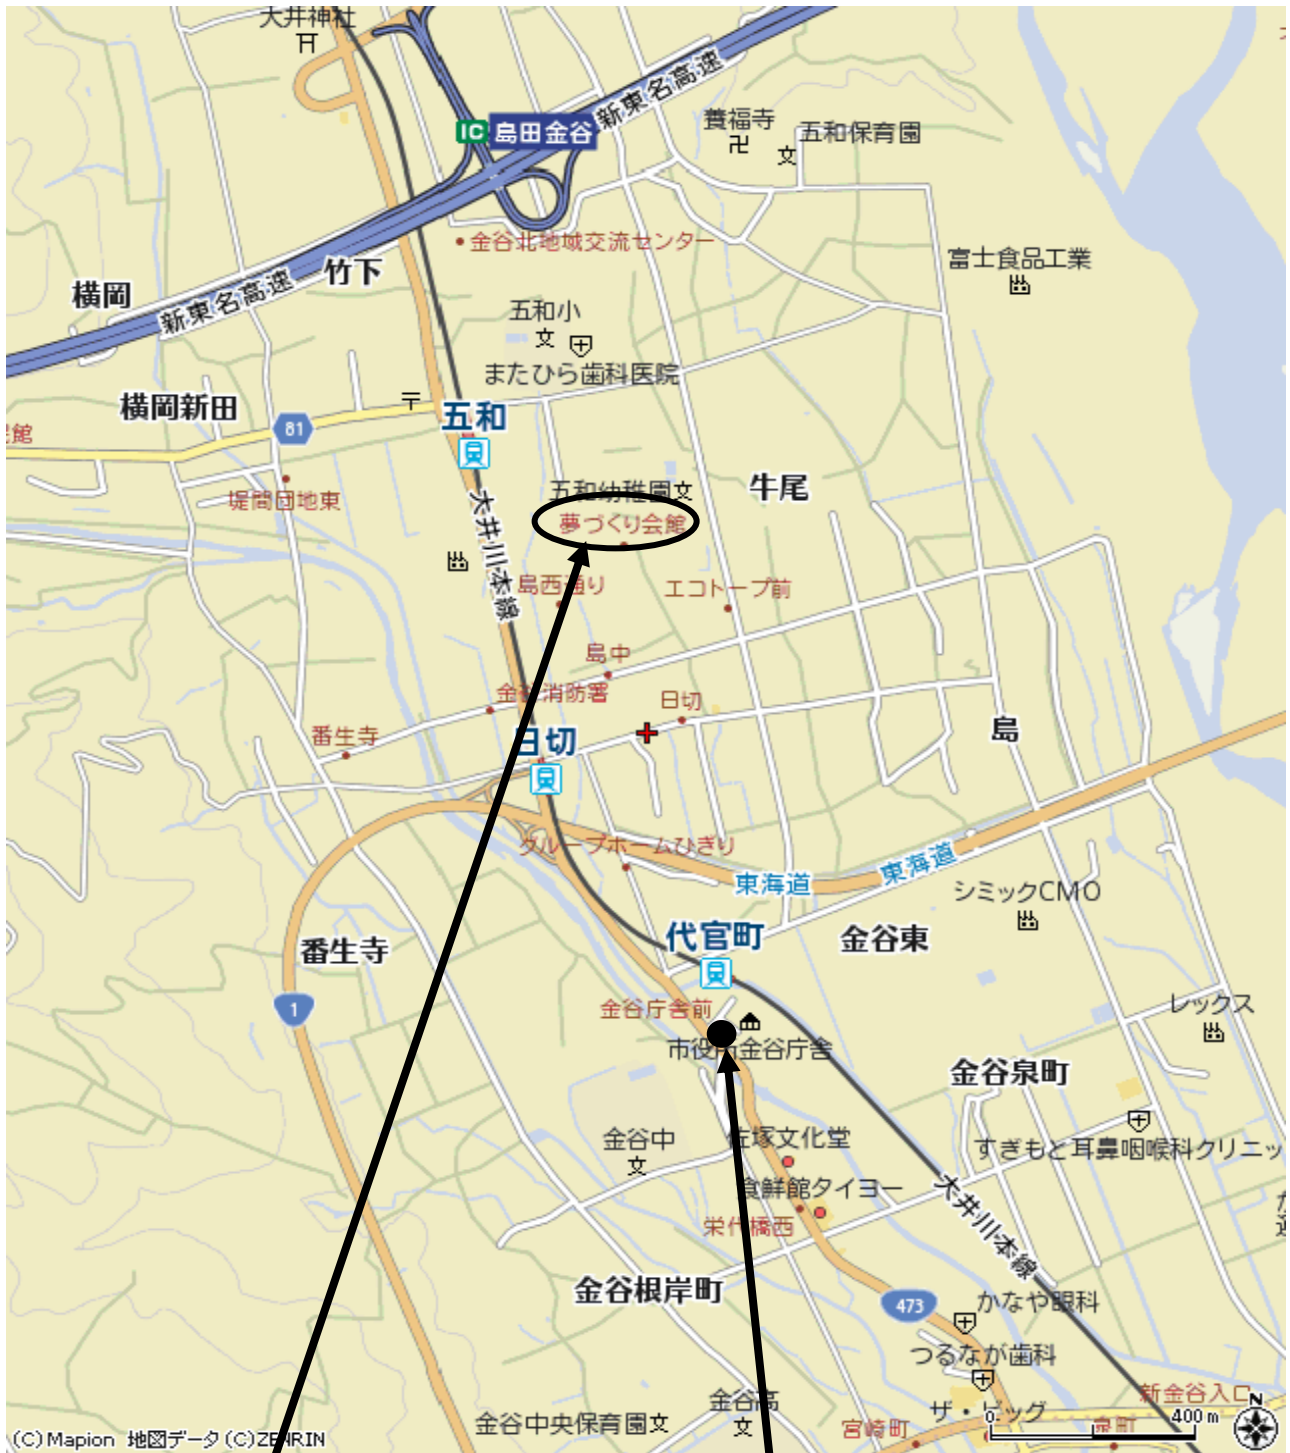 大井神社
新東名高速
IC 島田金谷
養福寺
五和保育園
金谷北地域交流センター
富士食品工業
竹下
横岡
新東名高速
五和小
またひら歯科医院
横岡新田
81
五和
館
堤間団地東
五和幼稚園
牛尾
夢づくり会館
大井川本線
島西通り
エコトープ前
島中
金谷消防署
日切
番生寺
日切
島
グループホームひぎり
東海道
東海道
シミックCMO
代官町
金谷東
番生寺
1
金谷庁舎前
レックス
市役所金谷庁舎
金谷泉町
金谷中
佐塚文化堂
すぎもと耳鼻咽喉科クリニッ
食鮮館タイヨー
大井川本線
栄代橋西
金谷根岸町
473
かなや眼科
つるなが歯科
新金谷入口
金谷高
ザ・ビッグ
金谷中央保育園
宮崎町
泉町
0 400m
N
(C)Mapion 地図データ(C)ZENRIN